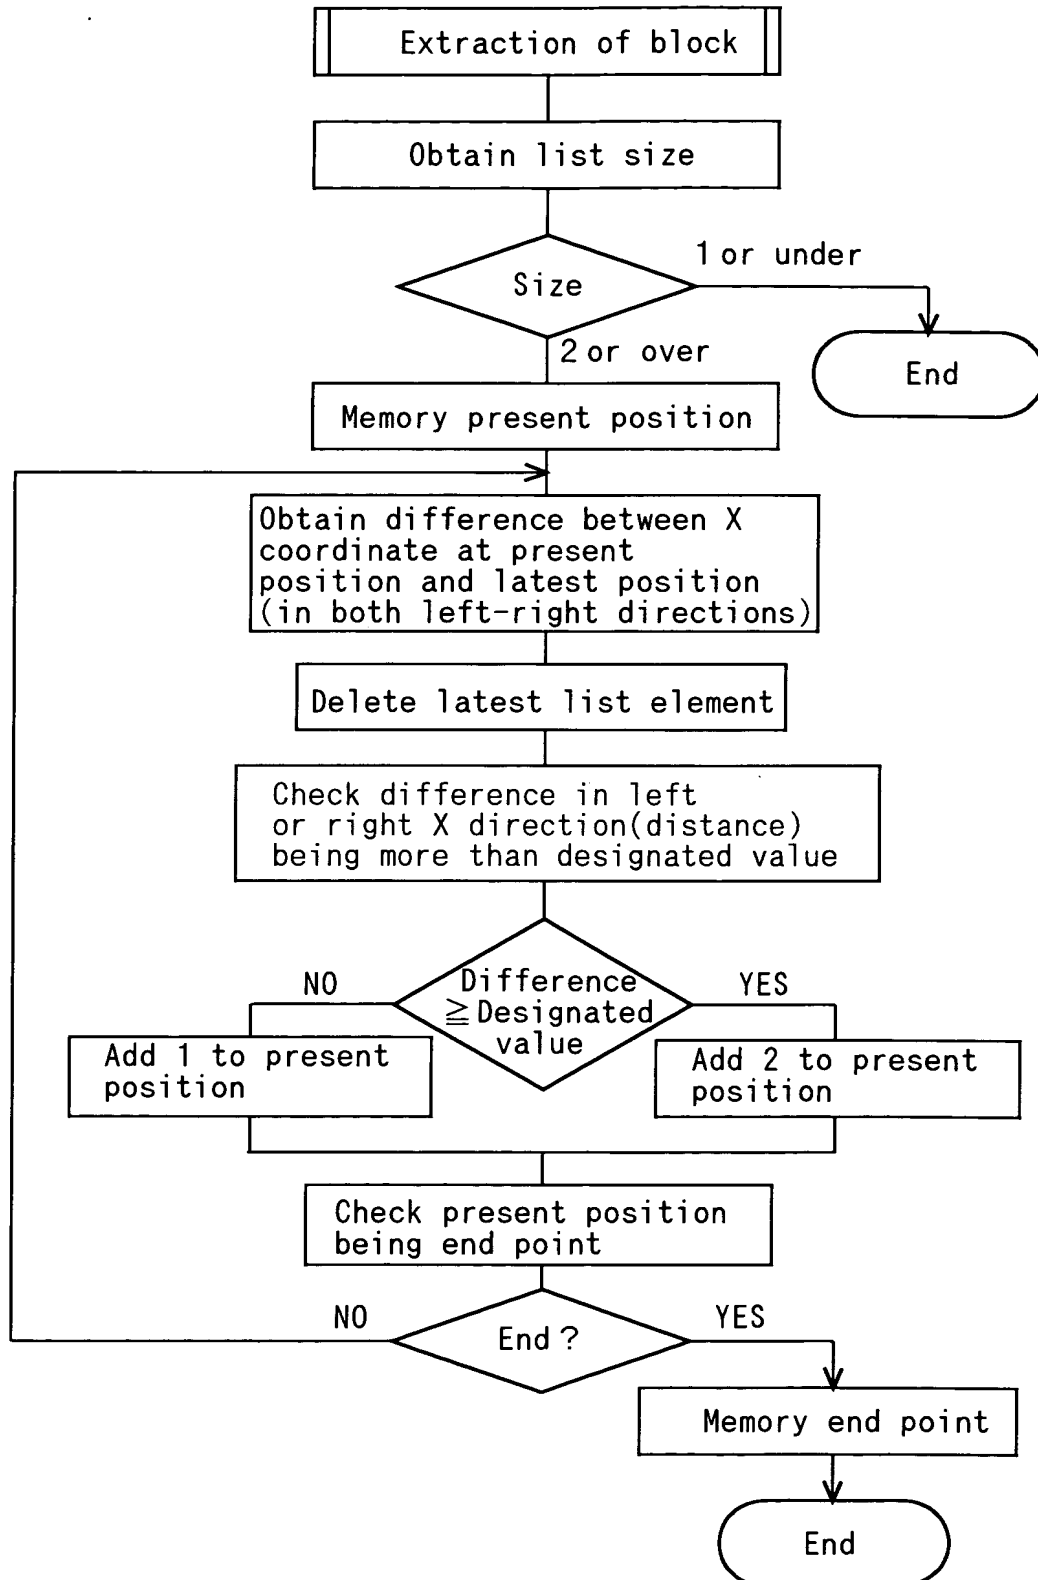 Extraction of block
Obtain list size
Size
1 or under
End
2 or over
Memory present position
Obtain difference between X
coordinate at present
position and latest position
(in both left-right directions)
Delete latest list element
Check difference in left
or right X direction(distance)
being more than designated value
NO
Difference
≧Designated
value
YES
Add 1 to present
position
Add 2 to present
position
Check present position
being end point
NO
End?
YES
Memory end point
End